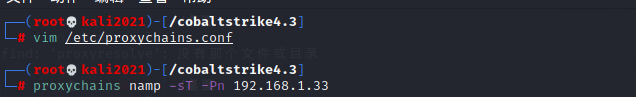 (root💀kali2021)-[/cobaltstrike4.3]
# vim /etc/proxychains.conf
(root💀kali2021)-[/cobaltstrike4.3]
# proxychains namp -sT -Pn 192.168.1.33